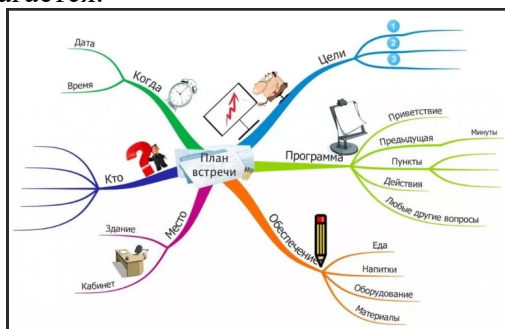 Дата
Время
Когда
Цели
1
2
3
Приветствие
Предыдущая
Минуты
Программа
Пункты
Действия
Любые другие вопросы
План
встречи
Кто
Место
Здание
Кабинет
Обеспечение
Еда
Напитки
Оборудование
Материалы